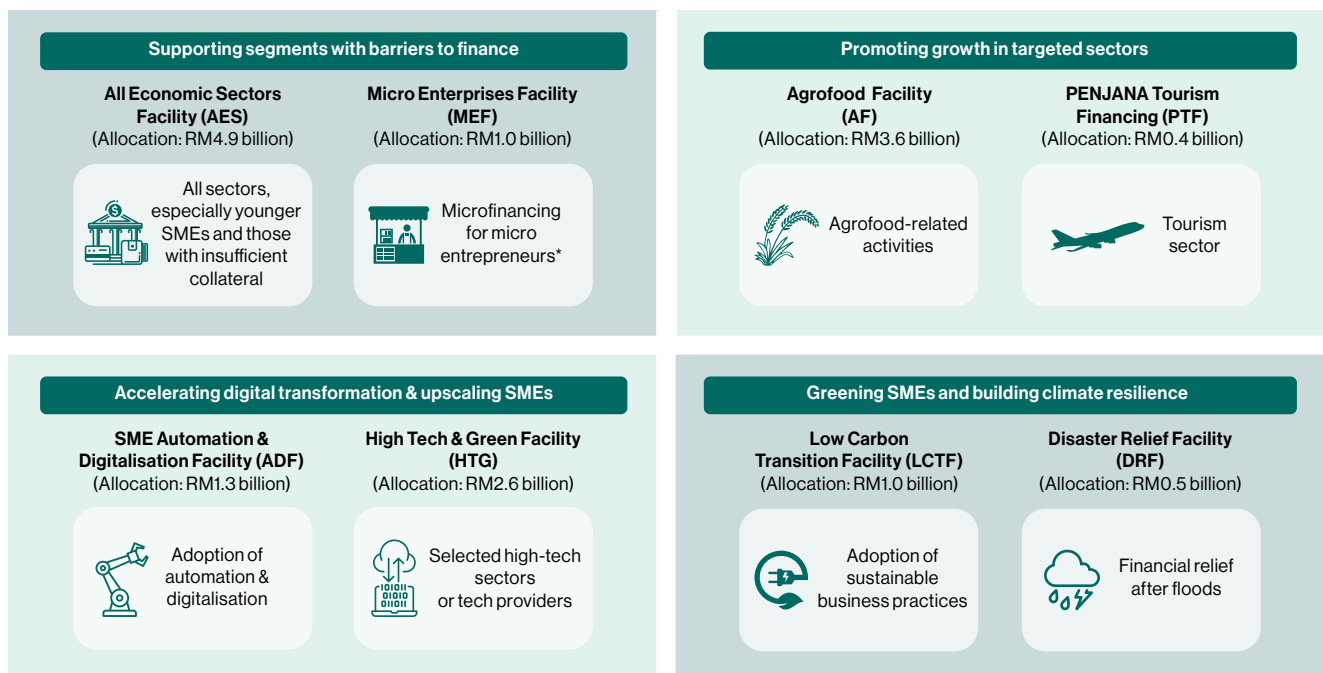 Supporting segments with barriers to finance
All Economic Sectors
Facility (AES)
(Allocation: RM4.9 billion)
All sectors,
especially younger
SMEs and those
with insufficient
collateral
Micro Enterprises Facility
(MEF)
(Allocation: RM1.0 billion)
Microfinancing
for micro
entrepreneurs*
Promoting growth in targeted sectors
Agrofood Facility
(AF)
(Allocation: RM3.6 billion)
Agrofood-related
activities
PENJANA Tourism
Financing (PTF)
(Allocation: RM0.4 billion)
Tourism
sector
Accelerating digital transformation & upscaling SMEs
SME Automation &
Digitalisation Facility (ADF)
(Allocation: RM1.3 billion)
Adoption of
automation &
digitalisation
High Tech & Green Facility
(HTG)
(Allocation: RM2.6 billion)
101011
01010
011011
Selected high-tech
sectors
or tech providers
Greening SMEs and building climate resilience
Low Carbon
Transition Facility (LCTF)
(Allocation: RM1.0 billion)
Adoption of
sustainable
business practices
Disaster Relief Facility
(DRF)
(Allocation: RM0.5 billion)
Financial relief
after floods